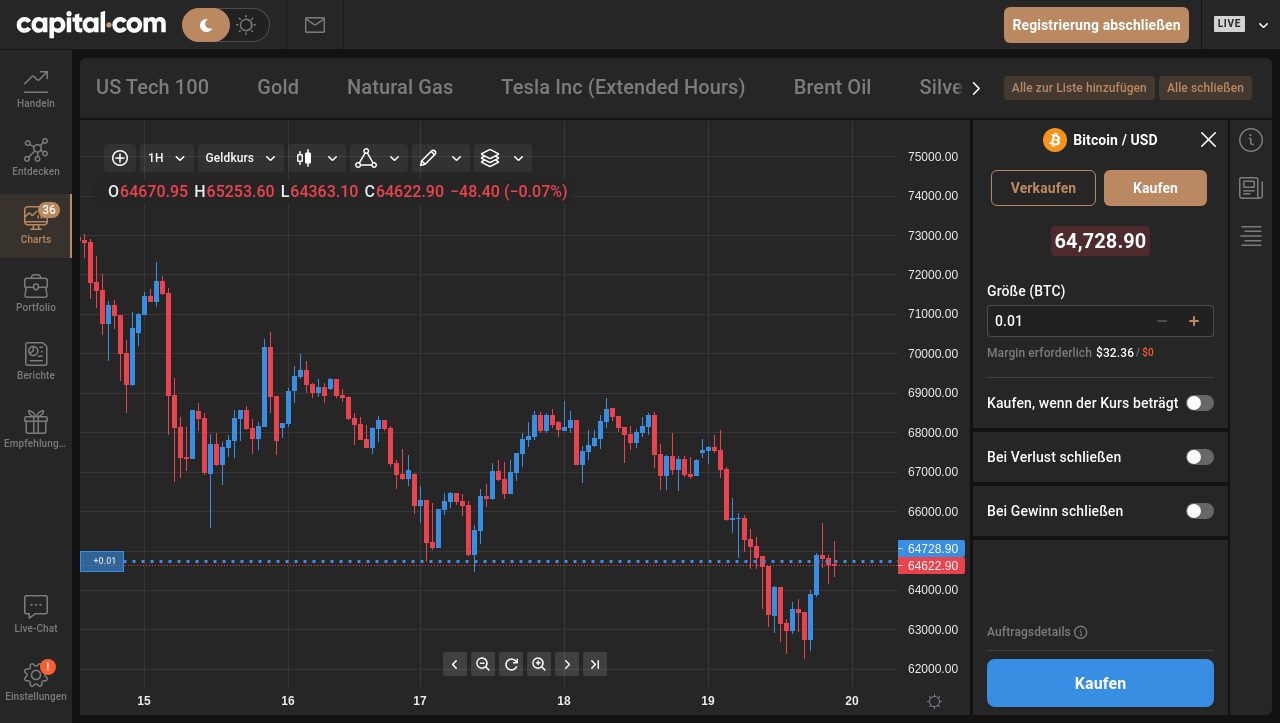 capital.com
Registrierung abschließen
LIVE
Handeln
Entdecken
36
Charts
Portfolio
Berichte
Empfehlung...
Live-Chat
!
Einstellungen
US Tech 100
Gold
Natural Gas
Tesla Inc (Extended Hours)
Brent Oil
Silve
Alle zur Liste hinzufügen
Alle schließen
1H
Geldkurs
O64670.95 H65253.60 L64363.10 C64622.90 −48.40 (−0.07%)
75000.00
74000.00
73000.00
72000.00
71000.00
70000.00
69000.00
68000.00
67000.00
66000.00
64728.90
64622.90
64000.00
63000.00
62000.00
+0.01
15
16
17
18
19
20
Bitcoin / USD
Verkaufen
Kaufen
64,728.90
Größe (BTC)
0.01
Margin erforderlich $32.36 / $0
Kaufen, wenn der Kurs beträgt
Bei Verlust schließen
Bei Gewinn schließen
Auftragsdetails
Kaufen